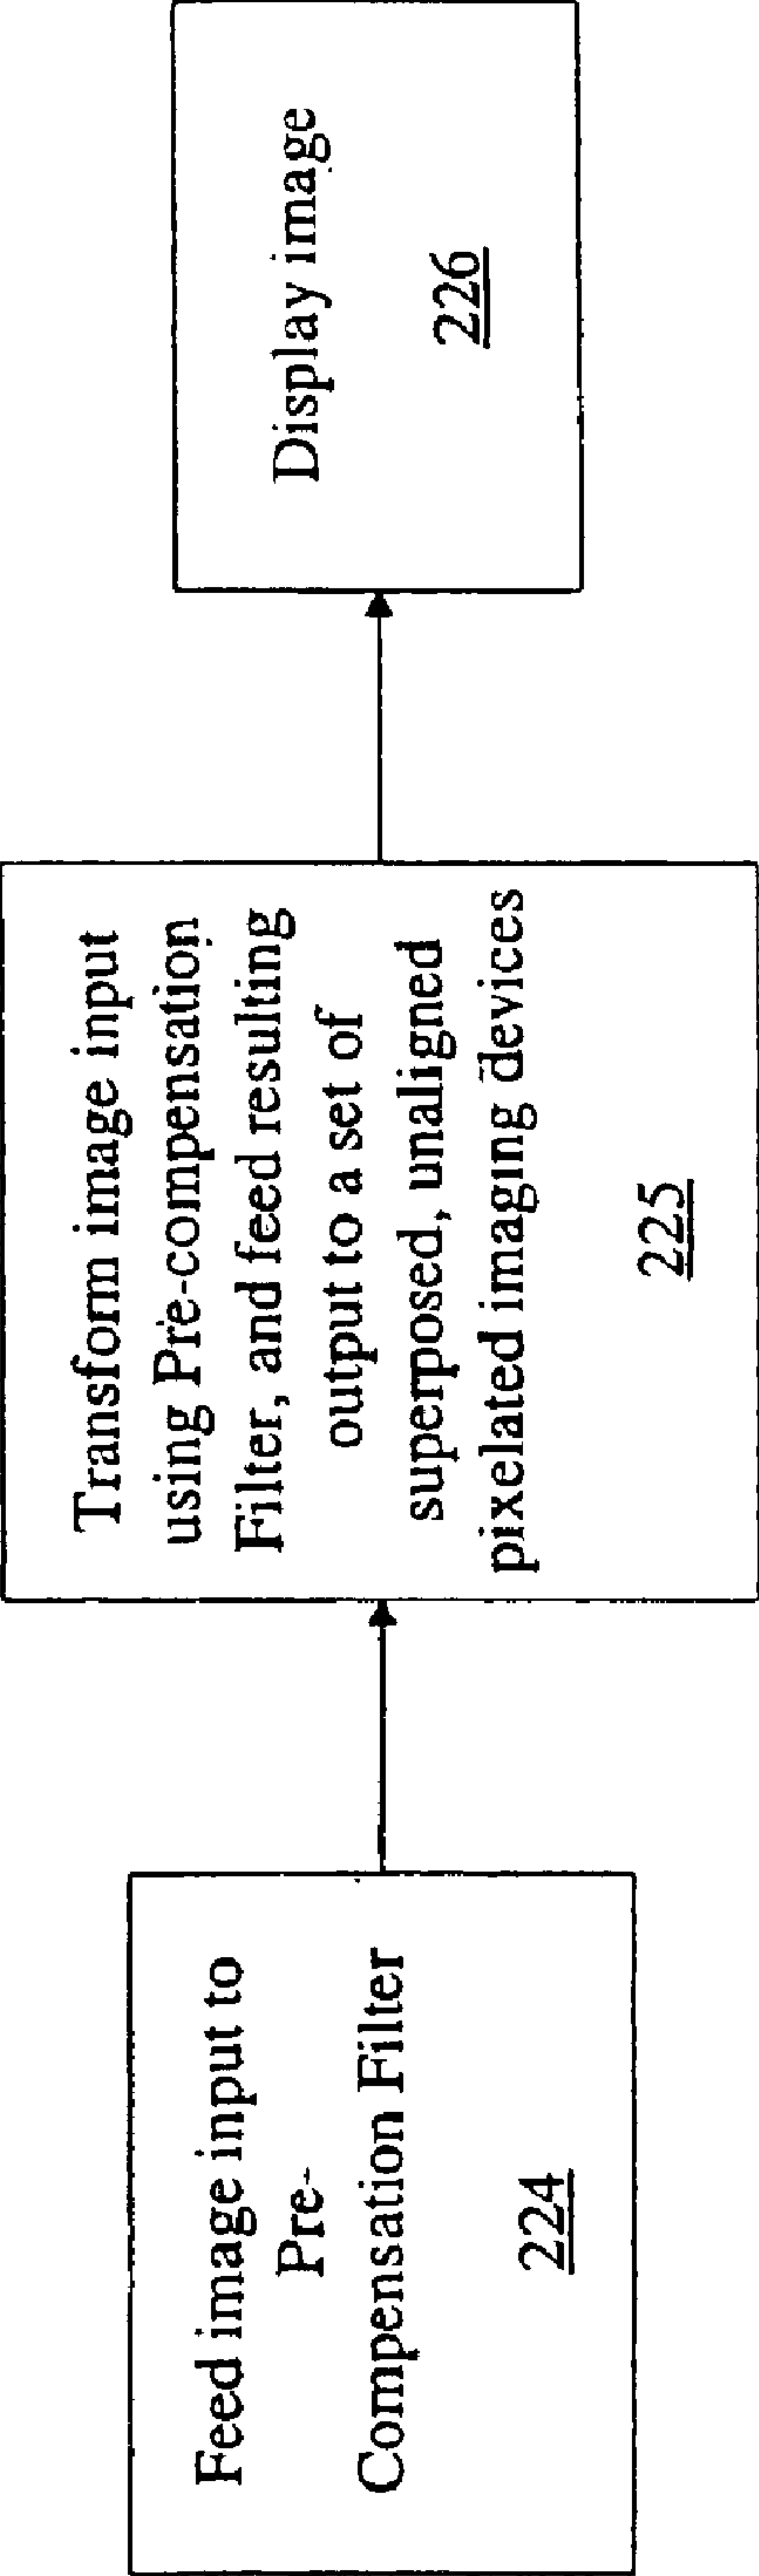 Feed image input to
Pre-
Compensation Filter
224
Transform image input
using Pre-compensation
Filter, and feed resulting
output to a set of
superposed, unaligned
pixelated imaging devices
225
Display image
226